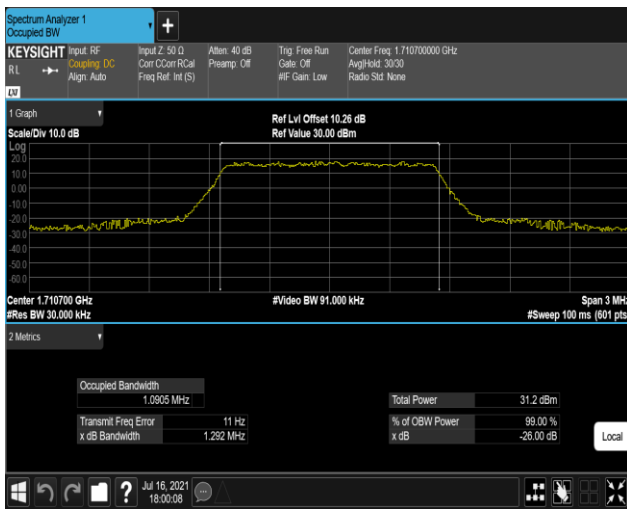 Spectrum Analyzer 1
Occupied BW
+
KEYSIGHT Input: RF Input Z: 50 Ω Atten: 40 dB Trig: Free Run Center Freq: 1.710700000 GHz
RL Coupling: DC Corr CCorr RCal Preamp: Off Gate: Off Avg|Hold: 30/30
Align: Auto Freq Ref: Int (S) #IF Gain: Low Radio Std: None
LXI
1 Graph
Ref Lvl Offset 10.26 dB
Scale/Div 10.0 dB Ref Value 30.00 dBm
Log
20.0
10.0
0.00
-10.0
-20.0
-30.0
-40.0
-50.0
-60.0
Center 1.710700 GHz #Video BW 91.000 kHz Span 3 MHz
#Res BW 30.000 kHz #Sweep 100 ms (601 pts
2 Metrics
Occupied Bandwidth
1.0905 MHz Total Power 31.2 dBm
Transmit Freq Error 11 Hz % of OBW Power 99.00 %
x dB Bandwidth 1.292 MHz x dB -26.00 dB
Local
? Jul 16, 2021
18:00:08